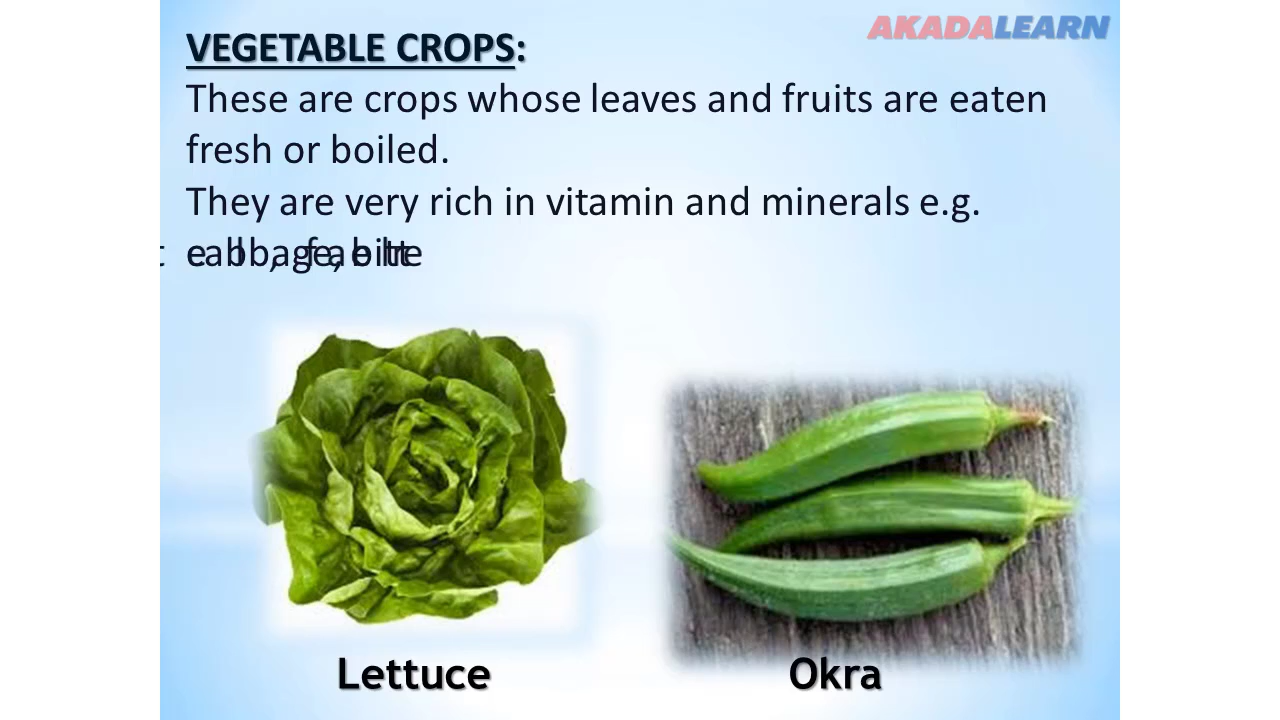 AKADALEARN
VEGETABLE CROPS:
These are crops whose leaves and fruits are eaten
fresh or boiled.
They are very rich in vitamin and minerals e.g.
Lettuce
Okra